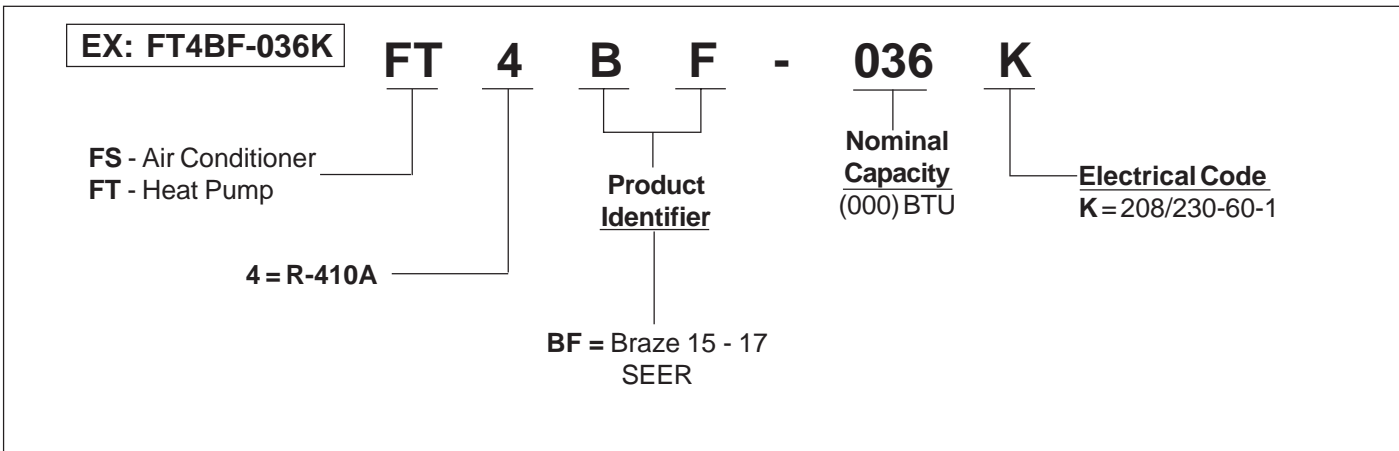 EX: FT4BF-036K
FT 4 B F - 036 K
FS - Air Conditioner
FT - Heat Pump
4 = R-410A
Product
Identifier
BF = Braze 15 - 17
SEER
Nominal
Capacity
(000) BTU
Electrical Code
K = 208/230-60-1